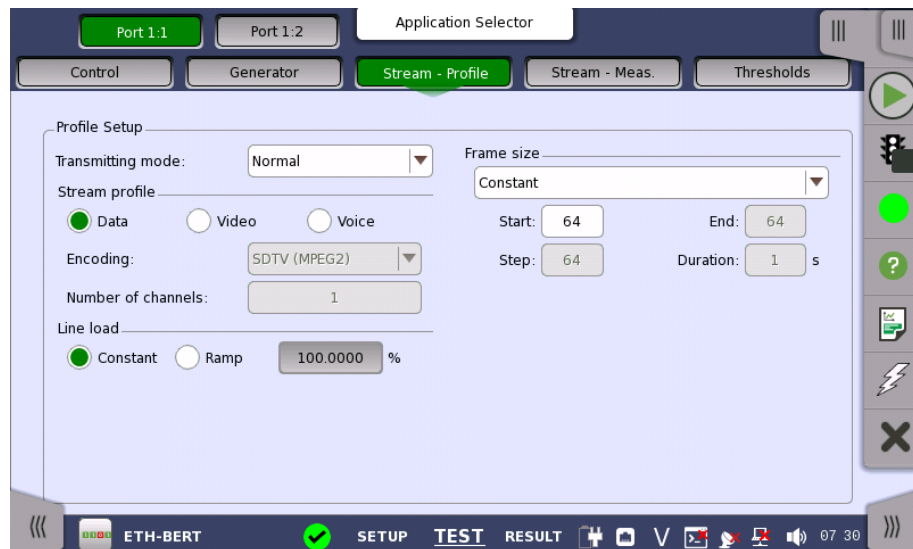 Port 1:1 Port 1:2 Application Selector
Control Generator Stream - Profile Stream - Meas. Thresholds
Profile Setup
Transmitting mode: Normal
Stream profile
Data Video Voice
Encoding: SDTV (MPEG2)
Number of channels: 1
Line load
Constant Ramp 100.0000 %
Frame size
Constant
Start: 64 End: 64
Step: 64 Duration: 1 s
ETH-BERT SETUP TEST RESULT V 07 30